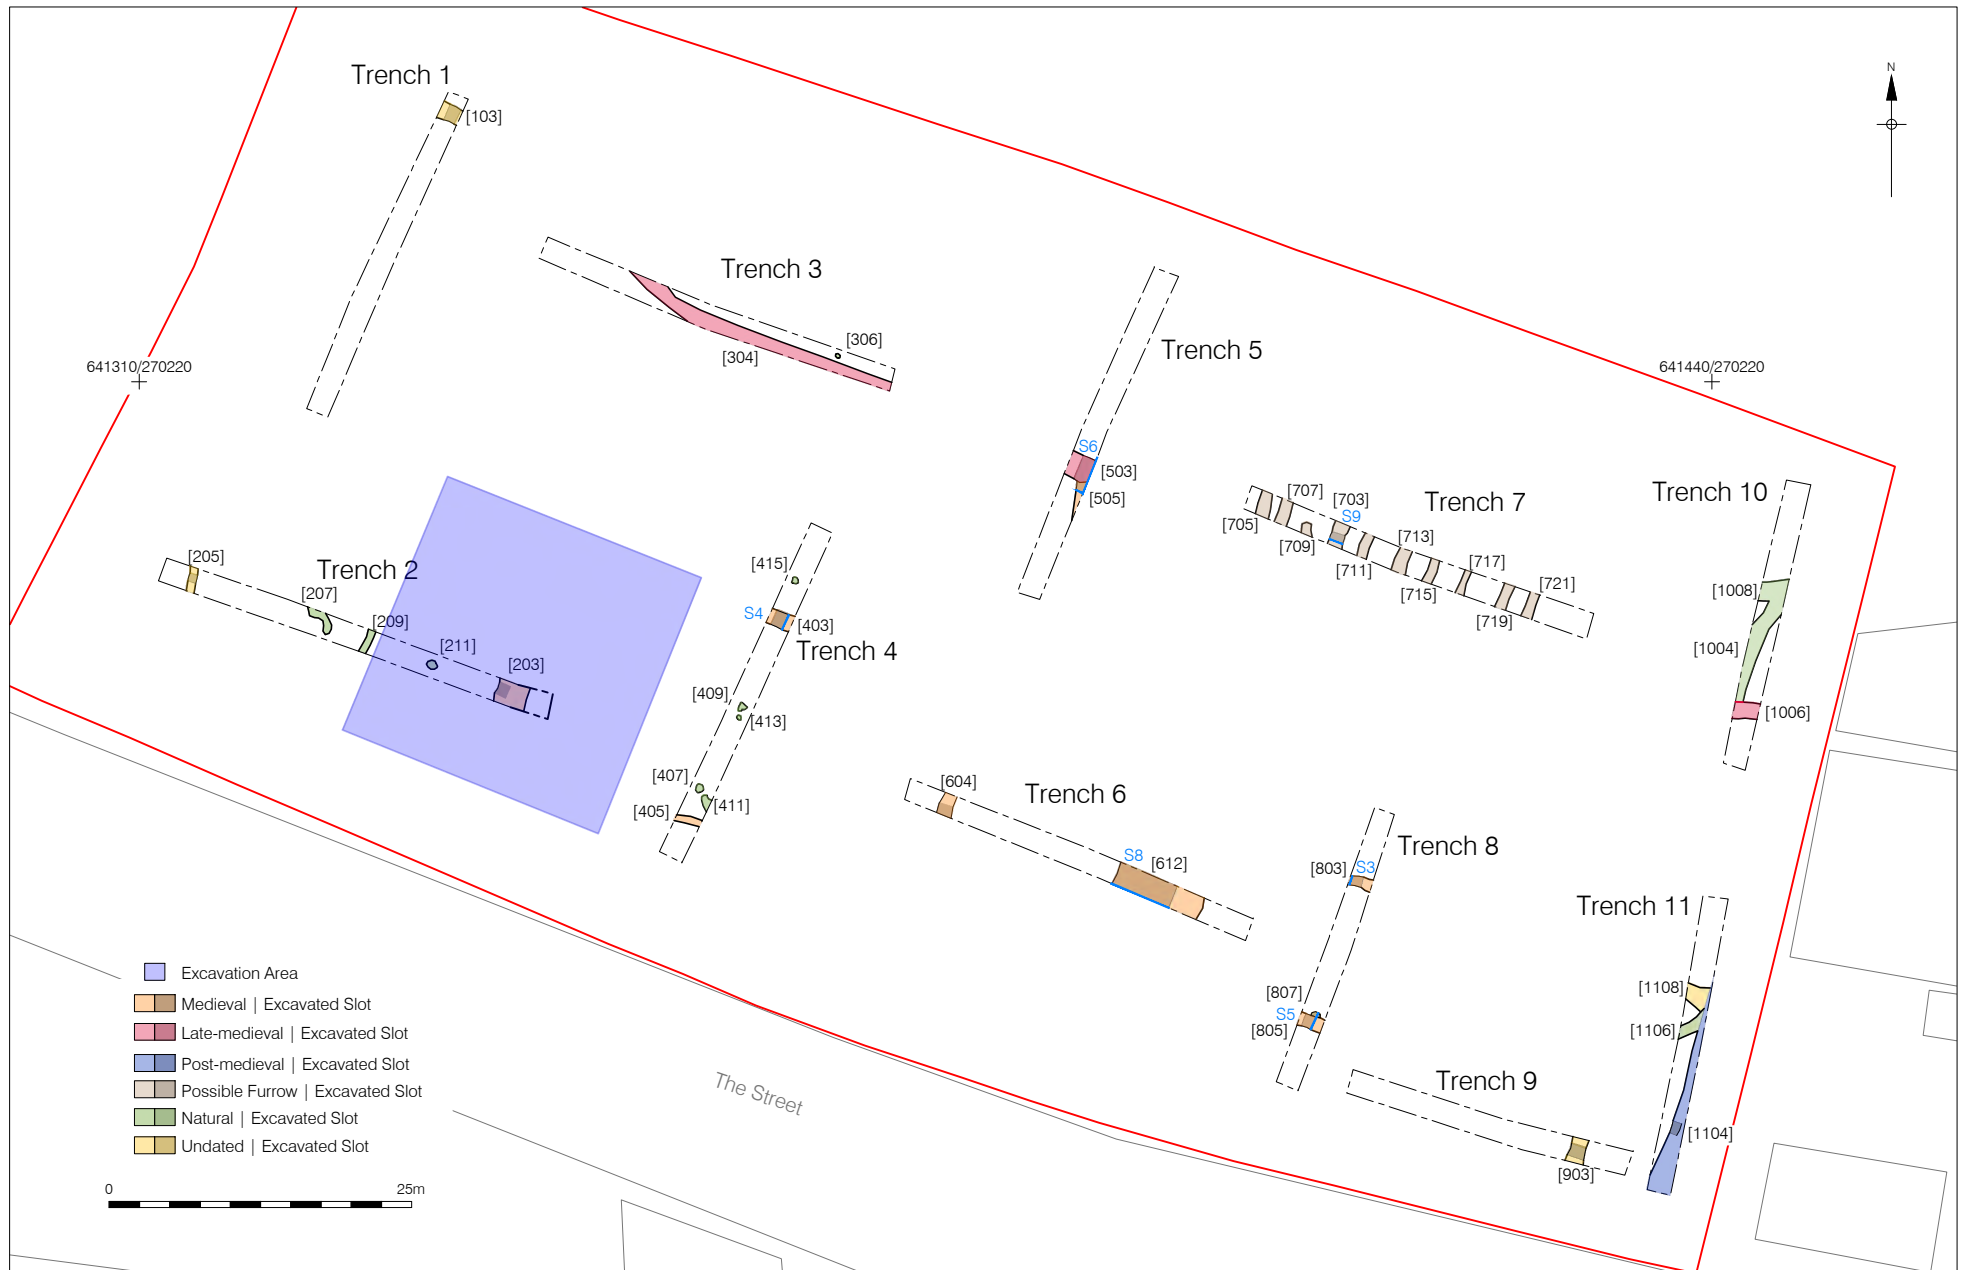 Trench 1
[103]
N
Trench 3
[306]
[304]
Trench 5
641310/270220
641440/270220
S6
[503]
[505]
[707]
[703]
S9
Trench 7
[705]
[709]
[711]
[713]
[715]
[717]
[719]
[721]
Trench 10
[1008]
[1004]
[1006]
[205]
Trench 2
[207]
[209]
[211]
[203]
[415]
S4
[403]
Trench 4
[409]
[413]
[407]
[405]
[411]
[604]
Trench 6
S8
[612]
Trench 8
[803]
S3
[807]
S5
[805]
Trench 11
[1108]
[1106]
[1104]
Trench 9
[903]
The Street
Excavation Area
Medieval | Excavated Slot
Late-medieval | Excavated Slot
Post-medieval | Excavated Slot
Possible Furrow | Excavated Slot
Natural | Excavated Slot
Undated | Excavated Slot
0
25m